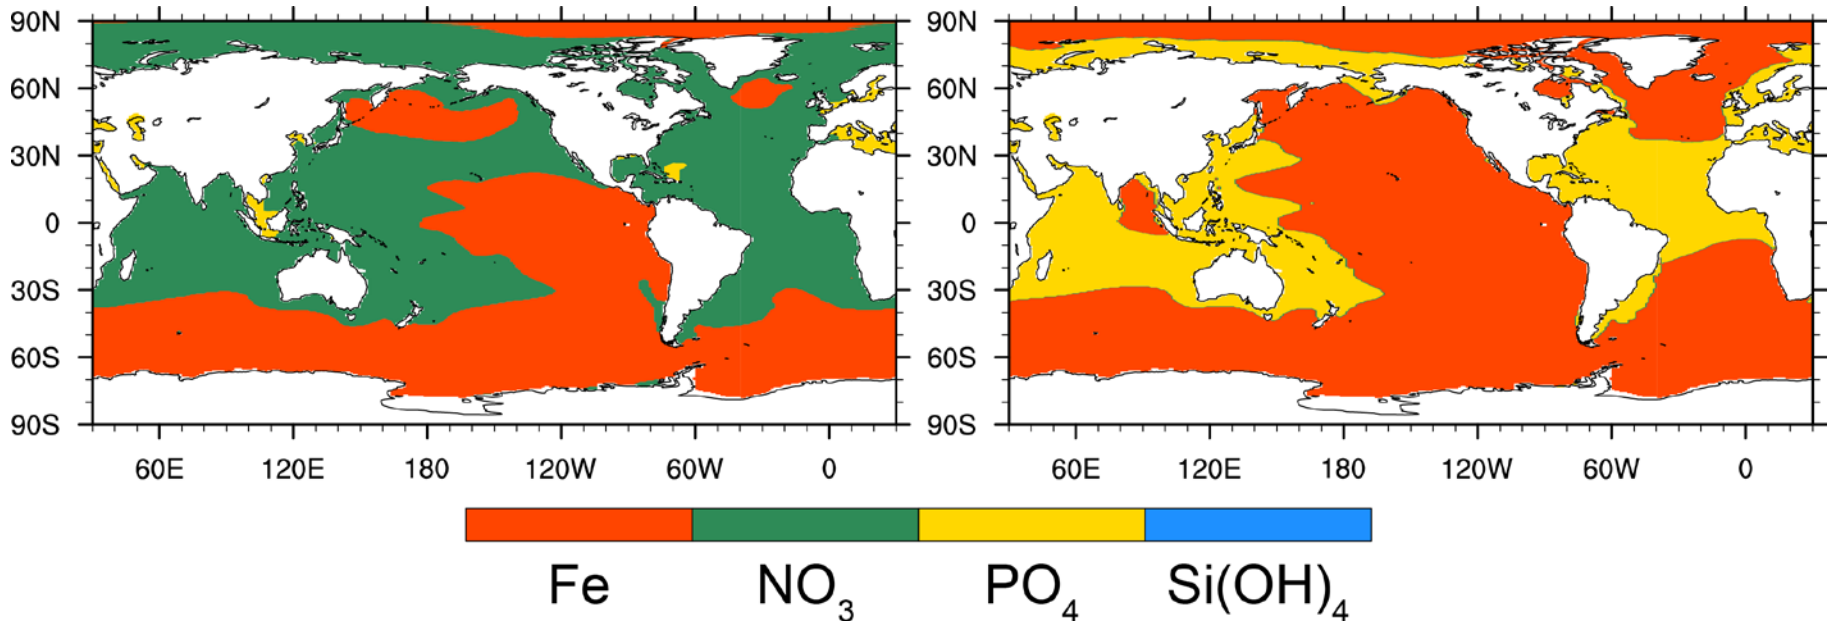 90N 90N
60N 60N
30N 30N
0 0
30S 30S
60S 60S
90S 90S
60E 120E 180 120W 60W 0 60E 120E 180 120W 60W 0
Fe NO₃ PO₄ Si(OH)₄